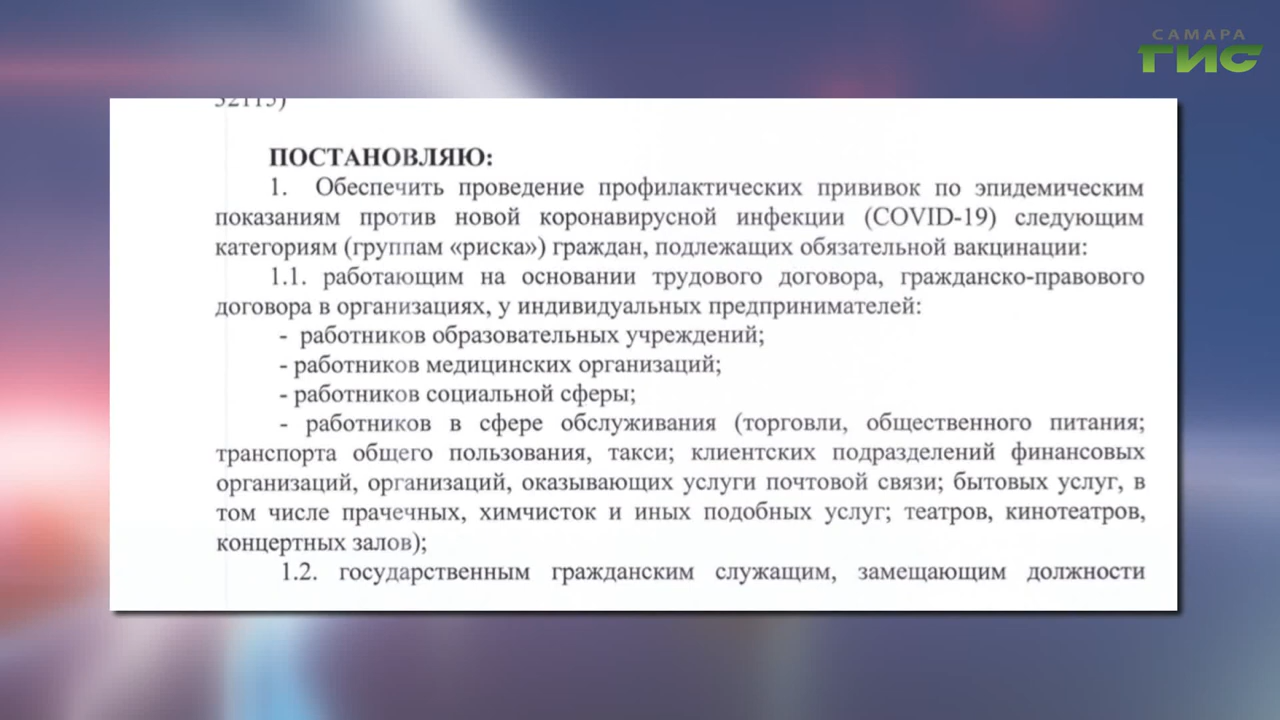 САМАРА
ГИС
32115)
ПОСТАНОВЛЯЮ:
1. Обеспечить проведение профилактических прививок по эпидемическим
показаниям против новой коронавирусной инфекции (COVID-19) следующим
категориям (группам «риска») граждан, подлежащих обязательной вакцинации:
1.1. работающим на основании трудового договора, гражданско-правового
договора в организациях, у индивидуальных предпринимателей:
- работников образовательных учреждений;
- работников медицинских организаций;
- работников социальной сферы;
- работников в сфере обслуживания (торговли, общественного питания;
транспорта общего пользования, такси; клиентских подразделений финансовых
организаций, организаций, оказывающих услуги почтовой связи; бытовых услуг, в
том числе прачечных, химчисток и иных подобных услуг; театров, кинотеатров,
концертных залов);
1.2. государственным гражданским служащим, замещающим должности